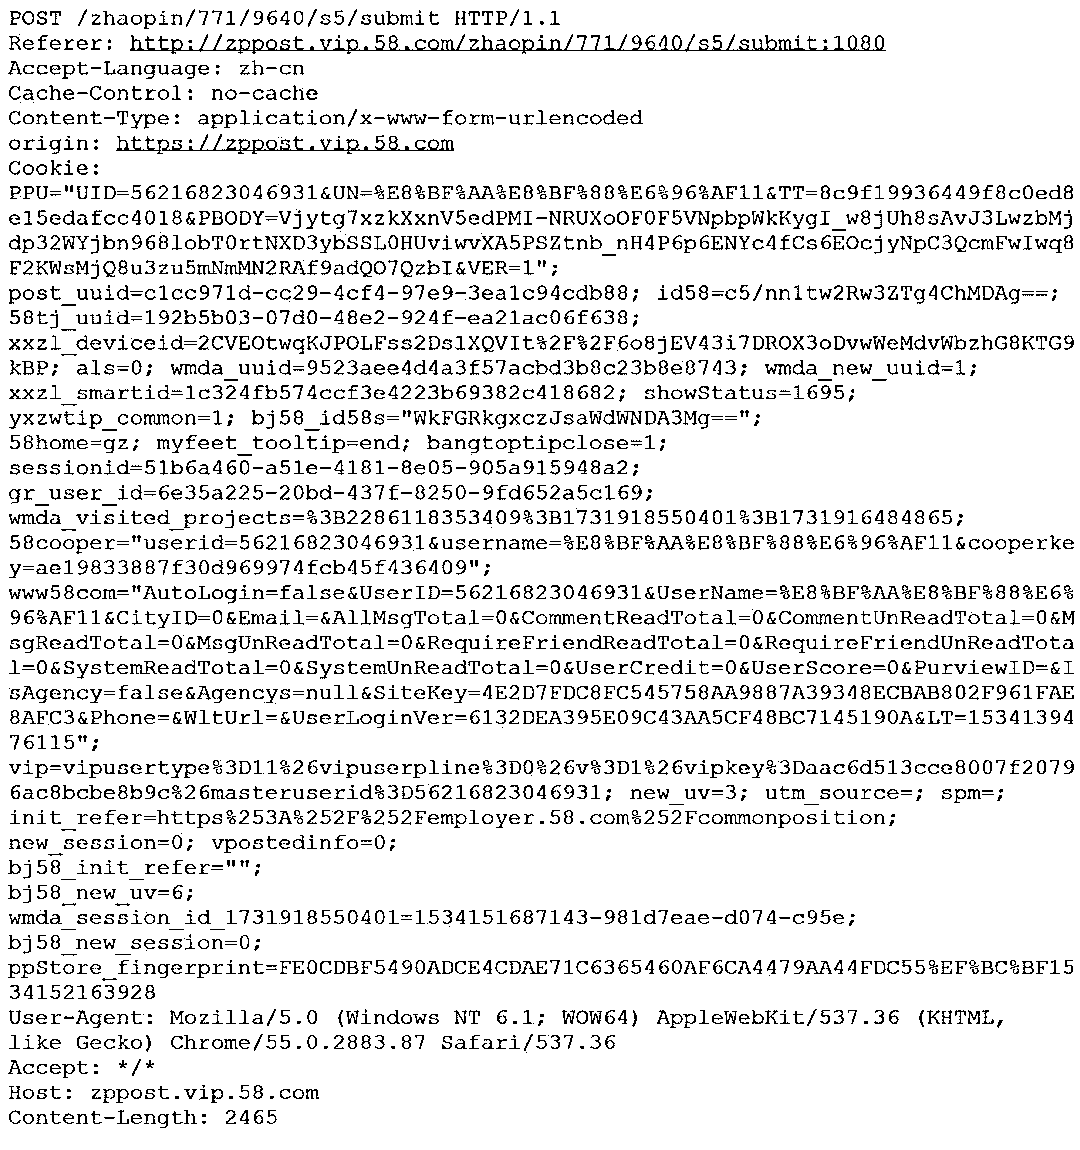 POST /zhaopin/771/9640/s5/submit HTTP/1.1
Referer: http://zppost.vip.58.com/zhaopin/771/9640/s5/submit:1080
Accept-Language: zh-cn
Cache-Control: no-cache
Content-Type: application/x-www-form-urlencoded
origin: https://zppost.vip.58.com
Cookie:
PPU="UID=56216823046931&UN=%E8%BF%AA%E8%BF%88%E6%96%AF11&TT=8c9f19936449f8c0ed8
e15edafcc4018&PBODY=Vjytg7xzkXxnV5edPMI-NRUXoOF0F5VNpbpWkKygI_w8jUh8sAvJ3LwzbMj
dp32WYjbn968lobT0rtNXD3ybSSL0HUviwvXA5PSZtnb_nH4P6p6ENYc4fCs6EOcjyNpC3QcmFwIwq8
F2KWsMjQ8u3zu5mNmMN2RAf9adQO7QzbI&VER=1";
post_uuid=c1cc971d-cc29-4cf4-97e9-3ea1c94cdb88; id58=c5/nn1tw2Rw3ZTg4ChMDAg==;
58tj_uuid=192b5b03-07d0-48e2-924f-ea21ac06f638;
xxzl_deviceid=2CVEOtwqKJPOLFss2DslXQVIt%2F%2F6o8jEV43i7DROX3oDvwWeMdvWbzhG8KTG9
kBP; als=0; wmda_uuid=9523aee4d4a3f57acbd3b8c23b8e8743; wmda_new_uuid=1;
xxzl_smartid=1c324fb574ccf3e4223b69382c418682; showStatus=1695;
yxzwtip_common=1; bj58_id58s="WkFGRkgxczJsaWdWNDA3Mg==";
58home=gz; myfeet_tooltip=end; bangtoptipclose=1;
sessionid=51b6a460-a51e-4181-8e05-905a915948a2;
gr_user_id=6e35a225-20bd-437f-8250-9fd652a5c169;
wmda_visited_projects=%3B2286118353409%3B1731918550401%3B1731916484865;
58cooper="userid=56216823046931&username=%E8%BF%AA%E8%BF%88%E6%96%AF11&cooperke
y=ae19833887f30d969974fcb45f436409";
www58com="AutoLogin=false&UserID=56216823046931&UserName=%E8%BF%AA%E8%BF%88%E6%
96%AF11&CityID=0&Email=&AllMsgTotal=0&CommentReadTotal=0&CommentUnReadTotal=0&M
sgReadTotal=0&MsgUnReadTotal=0&RequireFriendReadTotal=0&RequireFriendUnReadTota
l=0&SystemReadTotal=0&SystemUnReadTotal=0&UserCredit=0&UserScore=0&PurviewID=&I
sAgency=false&Agencys=null&SiteKey=4E2D7FDC8FC545758AA9887A39348ECBAB802F961FAE
8AFC3&Phone=&WltUrl=&UserLoginVer=6132DEA395E09C43AA5CF48BC7145190A&LT=15341394
76115";
vip=vipusertype%3D11%26vipuserpline%3D0%26v%3D1%26vipkey%3Daac6d513cce8007f2079
6ac8bcbe8b9c%26masteruserid%3D56216823046931; new_uv=3; utm_source=; spm=;
init_refer=https%253A%252F%252Femployer.58.com%252Fcommonposition;
new_session=0; vpostedinfo=0;
bj58_init_refer="";
bj58_new_uv=6;
wmda_session_id_1731918550401=1534151687143-981d7eae-d074-c95e;
bj58_new_session=0;
ppStore_fingerprint=FE0CDBF5490ADCE4CDAE71C6365460AF6CA4479AA44FDC55%EF%BC%BF15
34152163928
User-Agent: Mozilla/5.0 (Windows NT 6.1; WOW64) AppleWebKit/537.36 (KHTML,
like Gecko) Chrome/55.0.2883.87 Safari/537.36
Accept: */*
Host: zppost.vip.58.com
Content-Length: 2465